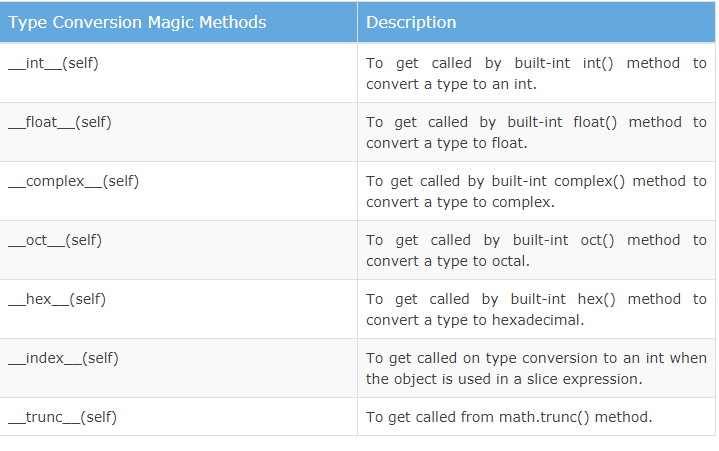 Type Conversion Magic Methods Description
__int__(self) To get called by built-int int() method to
convert a type to an int.
__float__(self) To get called by built-int float() method to
convert a type to float.
__complex__(self) To get called by built-int complex() method to
convert a type to complex.
__oct__(self) To get called by built-int oct() method to
convert a type to octal.
__hex__(self) To get called by built-int hex() method to
convert a type to hexadecimal.
__index__(self) To get called on type conversion to an int when
the object is used in a slice expression.
__trunc__(self) To get called from math.trunc() method.